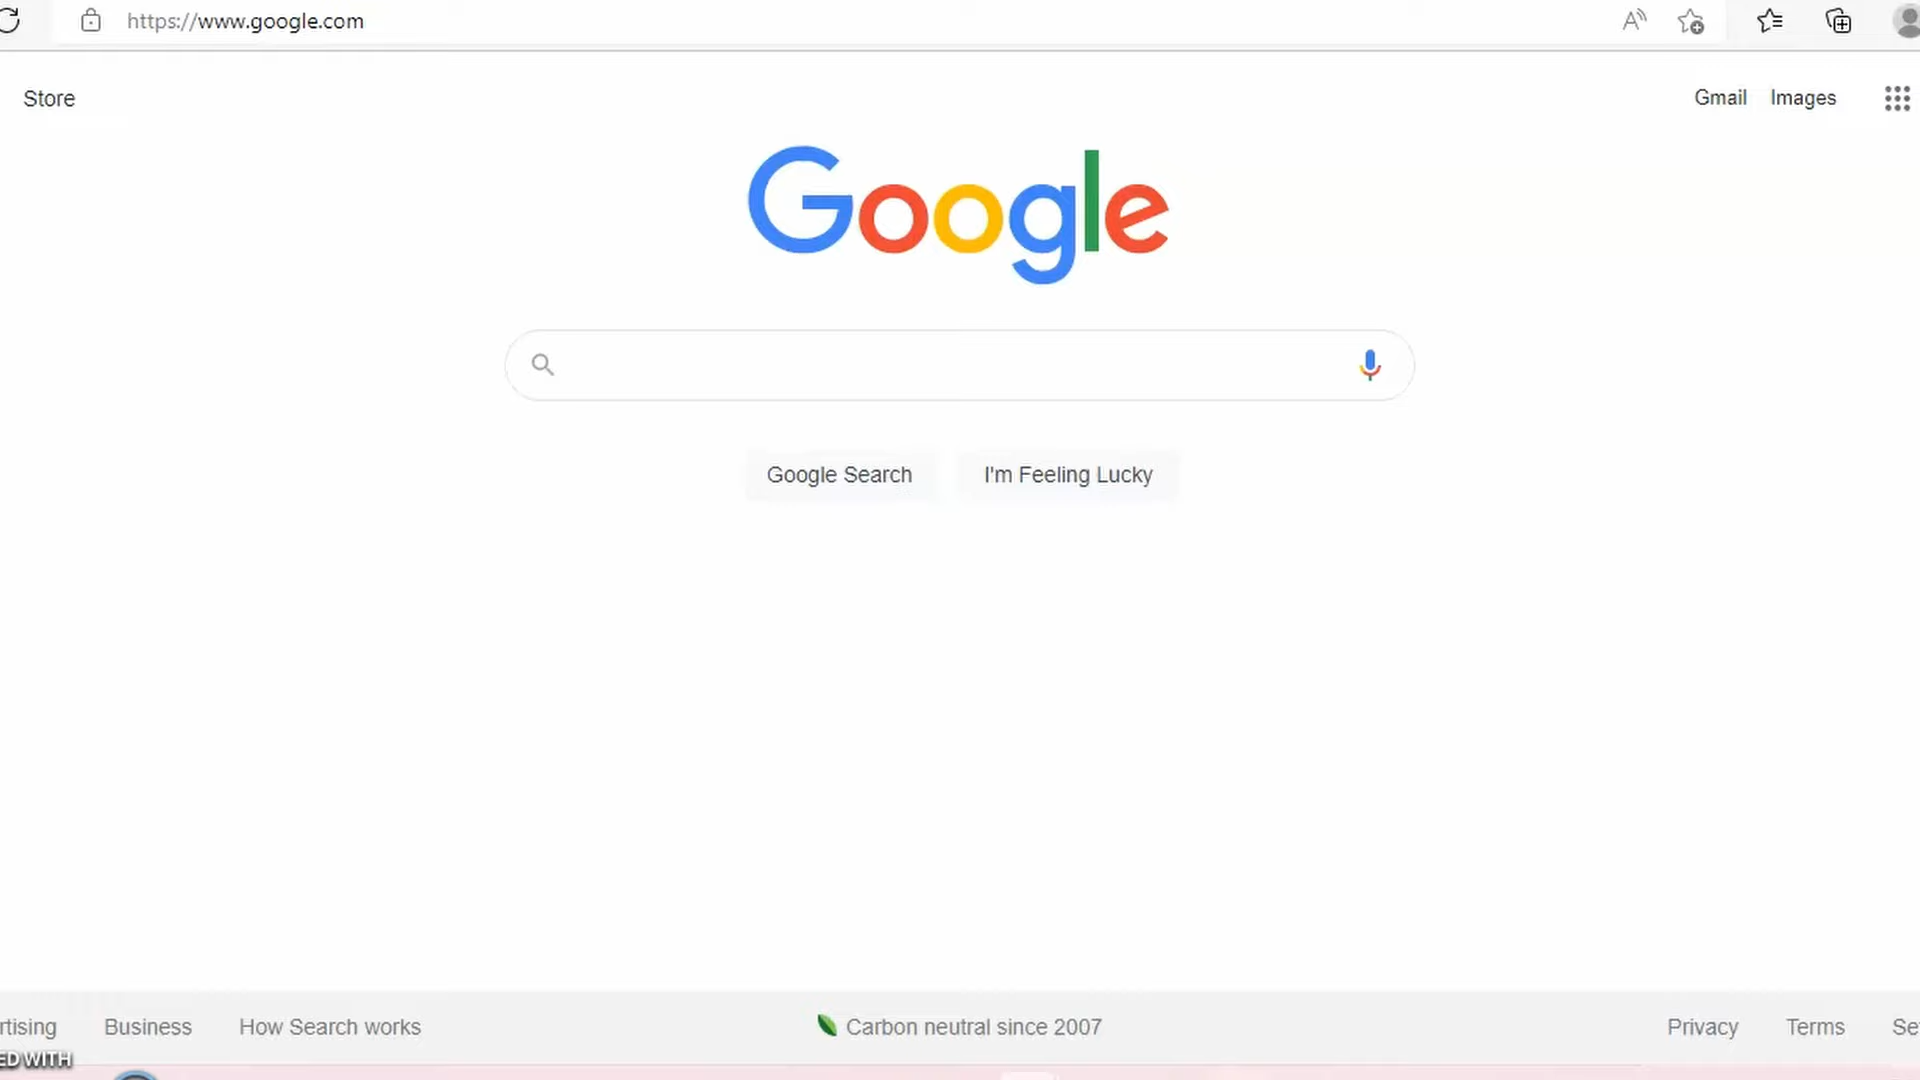 https://www.google.com
Store
Gmail Images
Google
Google Search I'm Feeling Lucky
rtising Business How Search works Carbon neutral since 2007 Privacy Terms Se
ED WITH